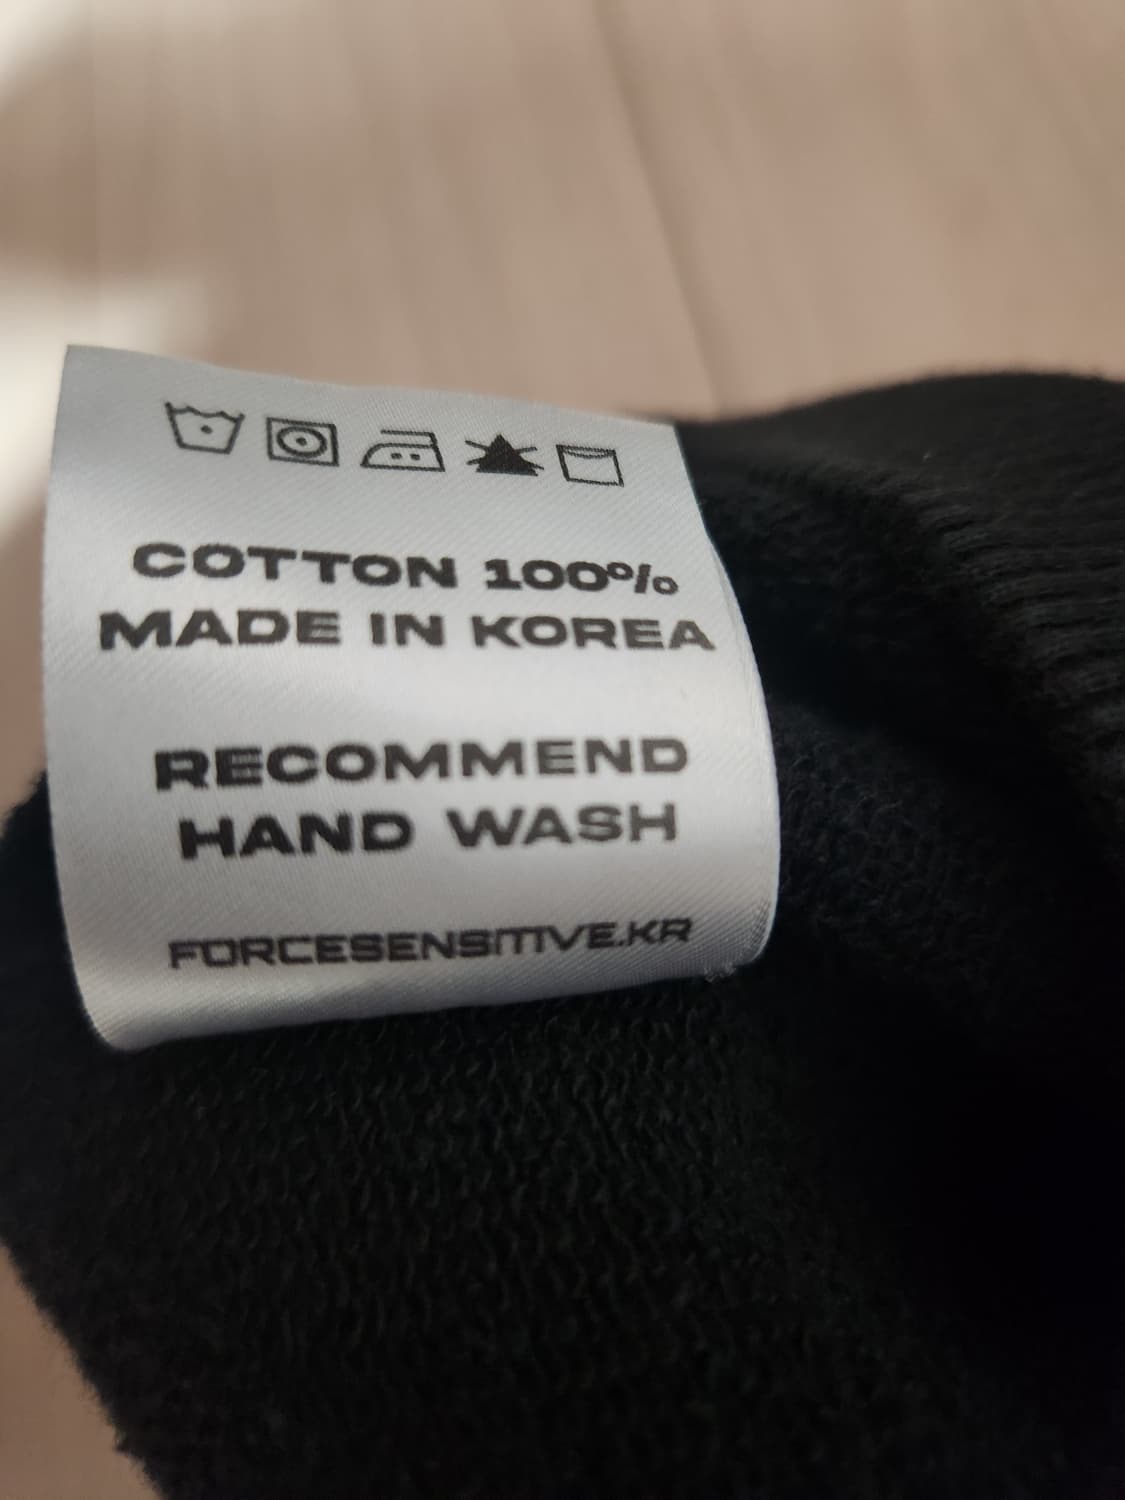 COTTON 100%
MADE IN KOREA
RECOMMEND
HAND WASH
FORCESENSITIVE.KR